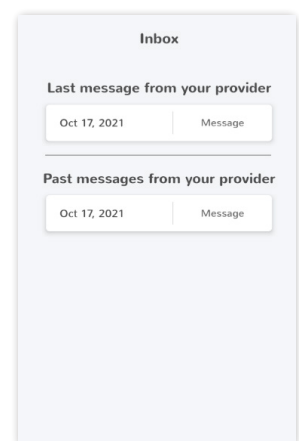 Inbox
Last message from your provider
Oct 17, 2021 Message
Past messages from your provider
Oct 17, 2021 Message